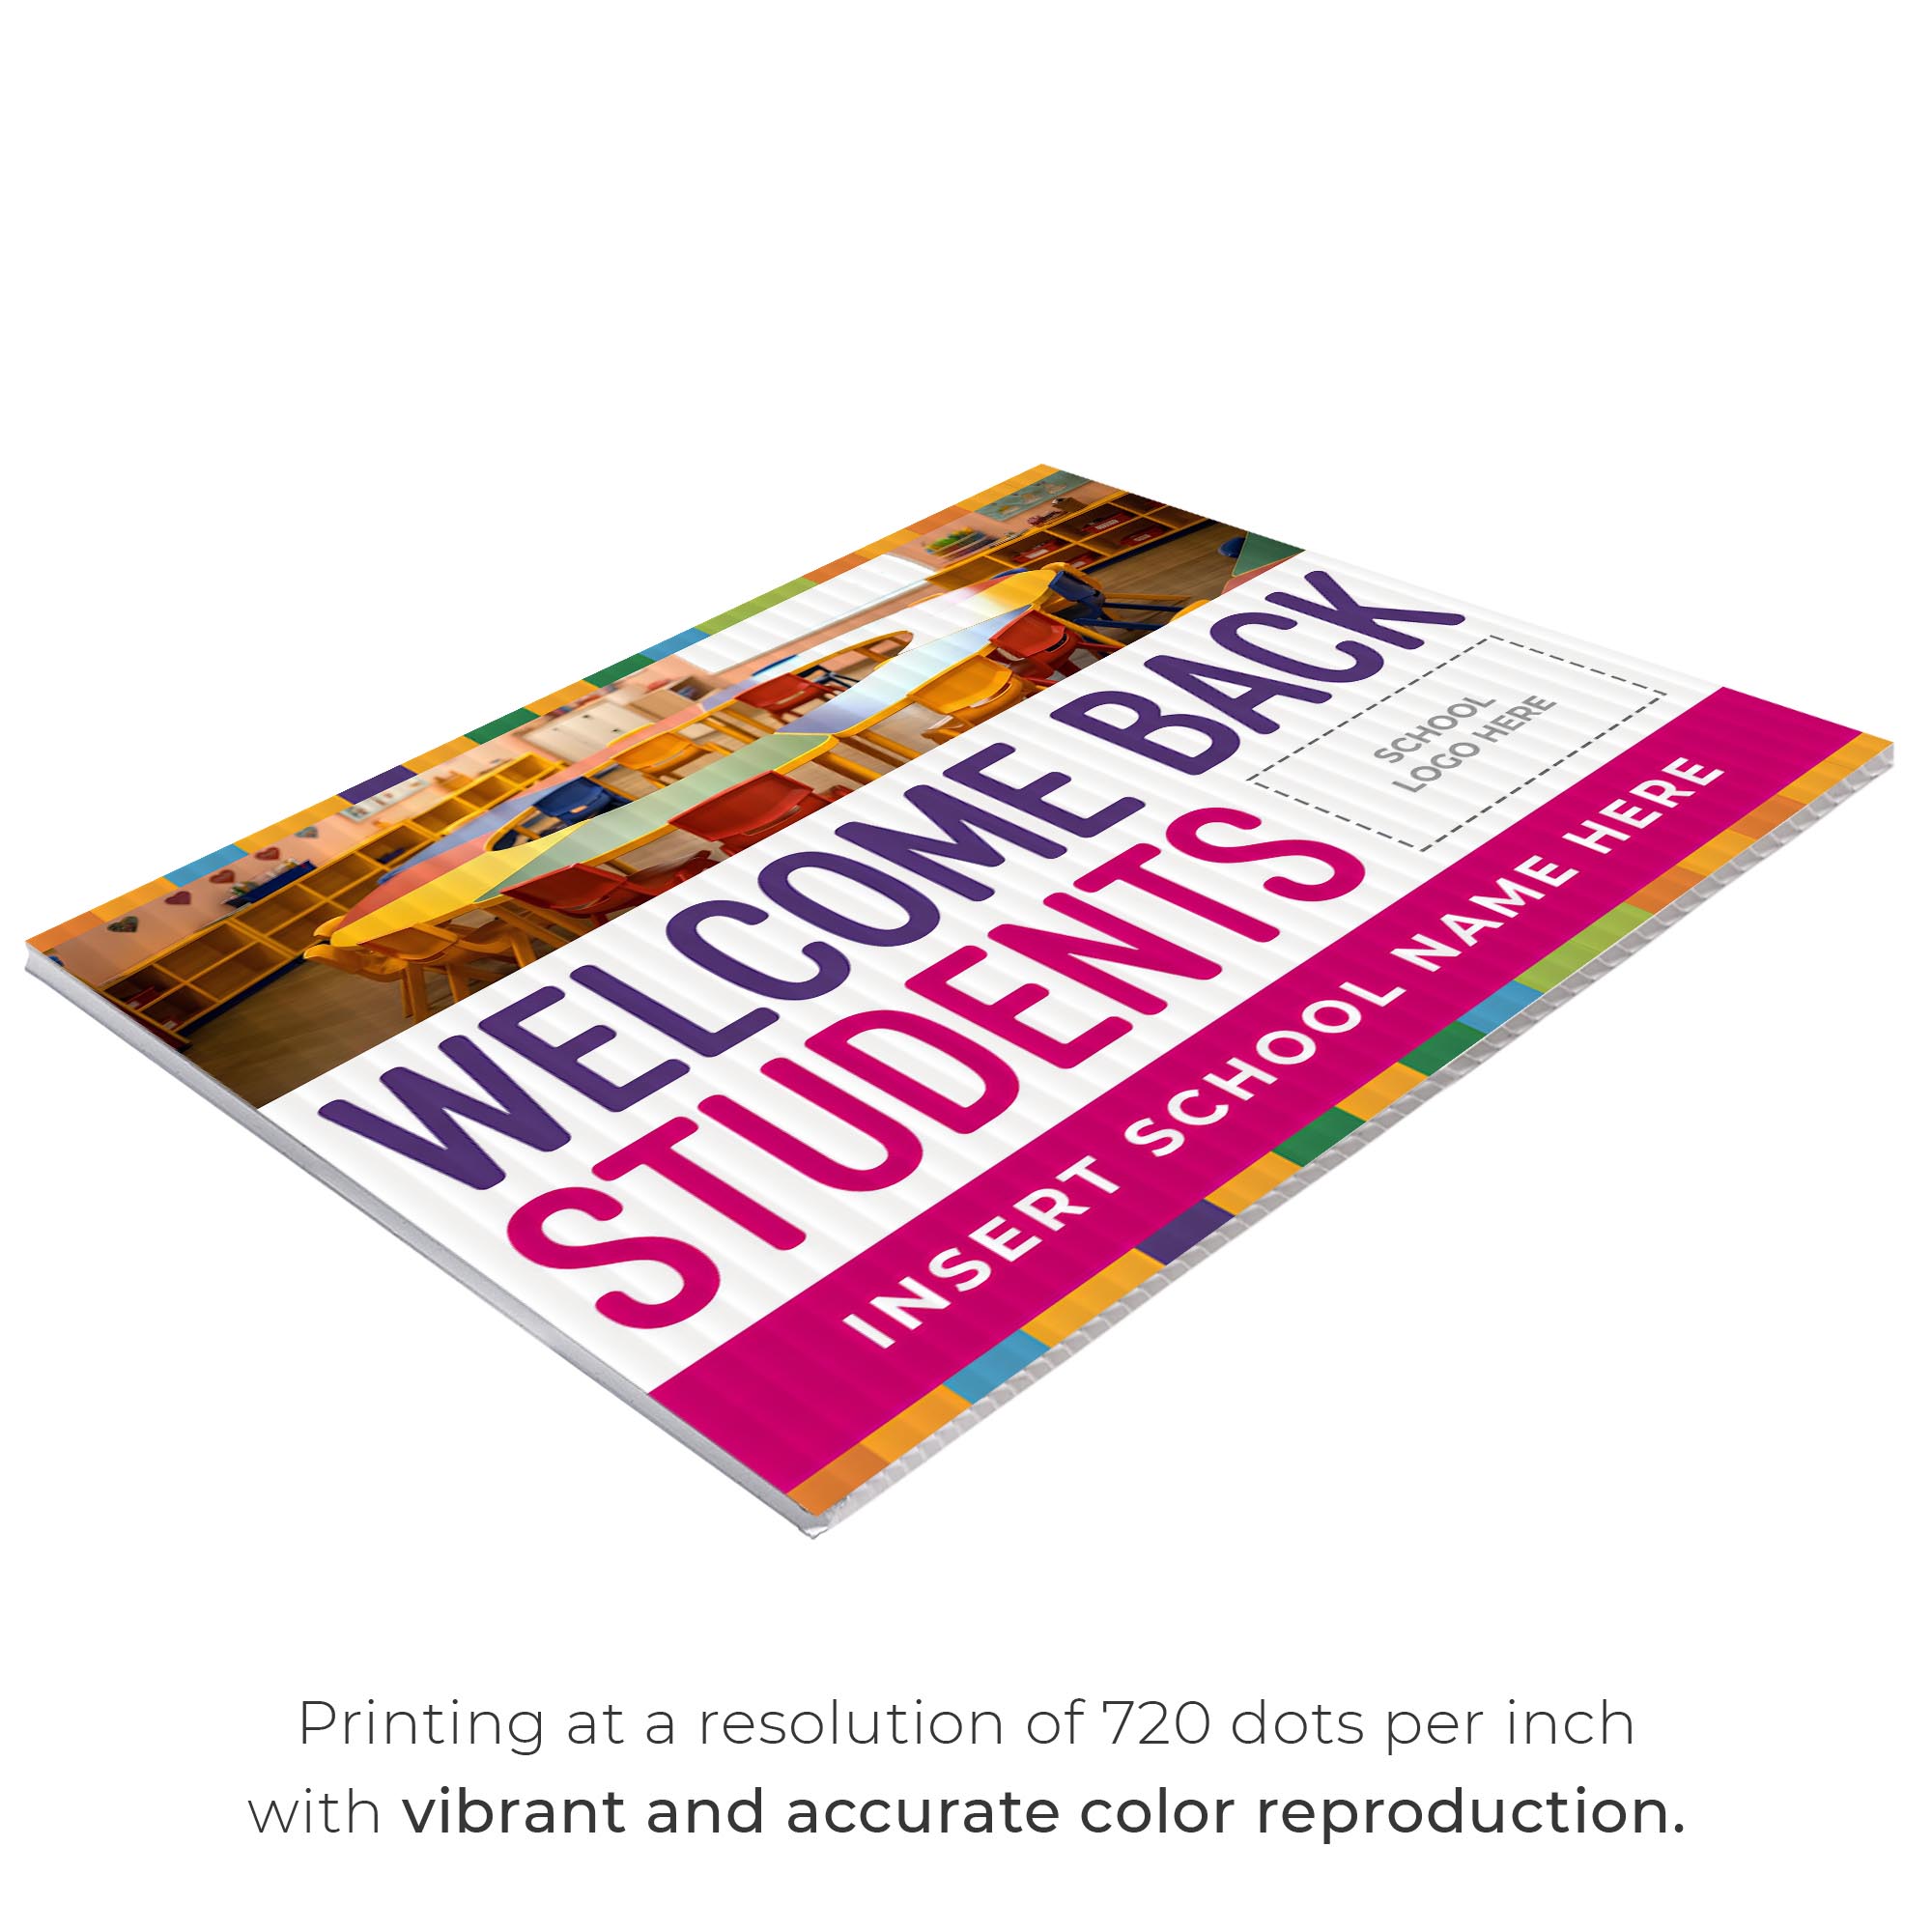 WELCOME BACK
STUDENTS
SCHOOL
LOGO HERE
INSERT SCHOOL NAME HERE
Printing at a resolution of 720 dots per inch
with vibrant and accurate color reproduction.